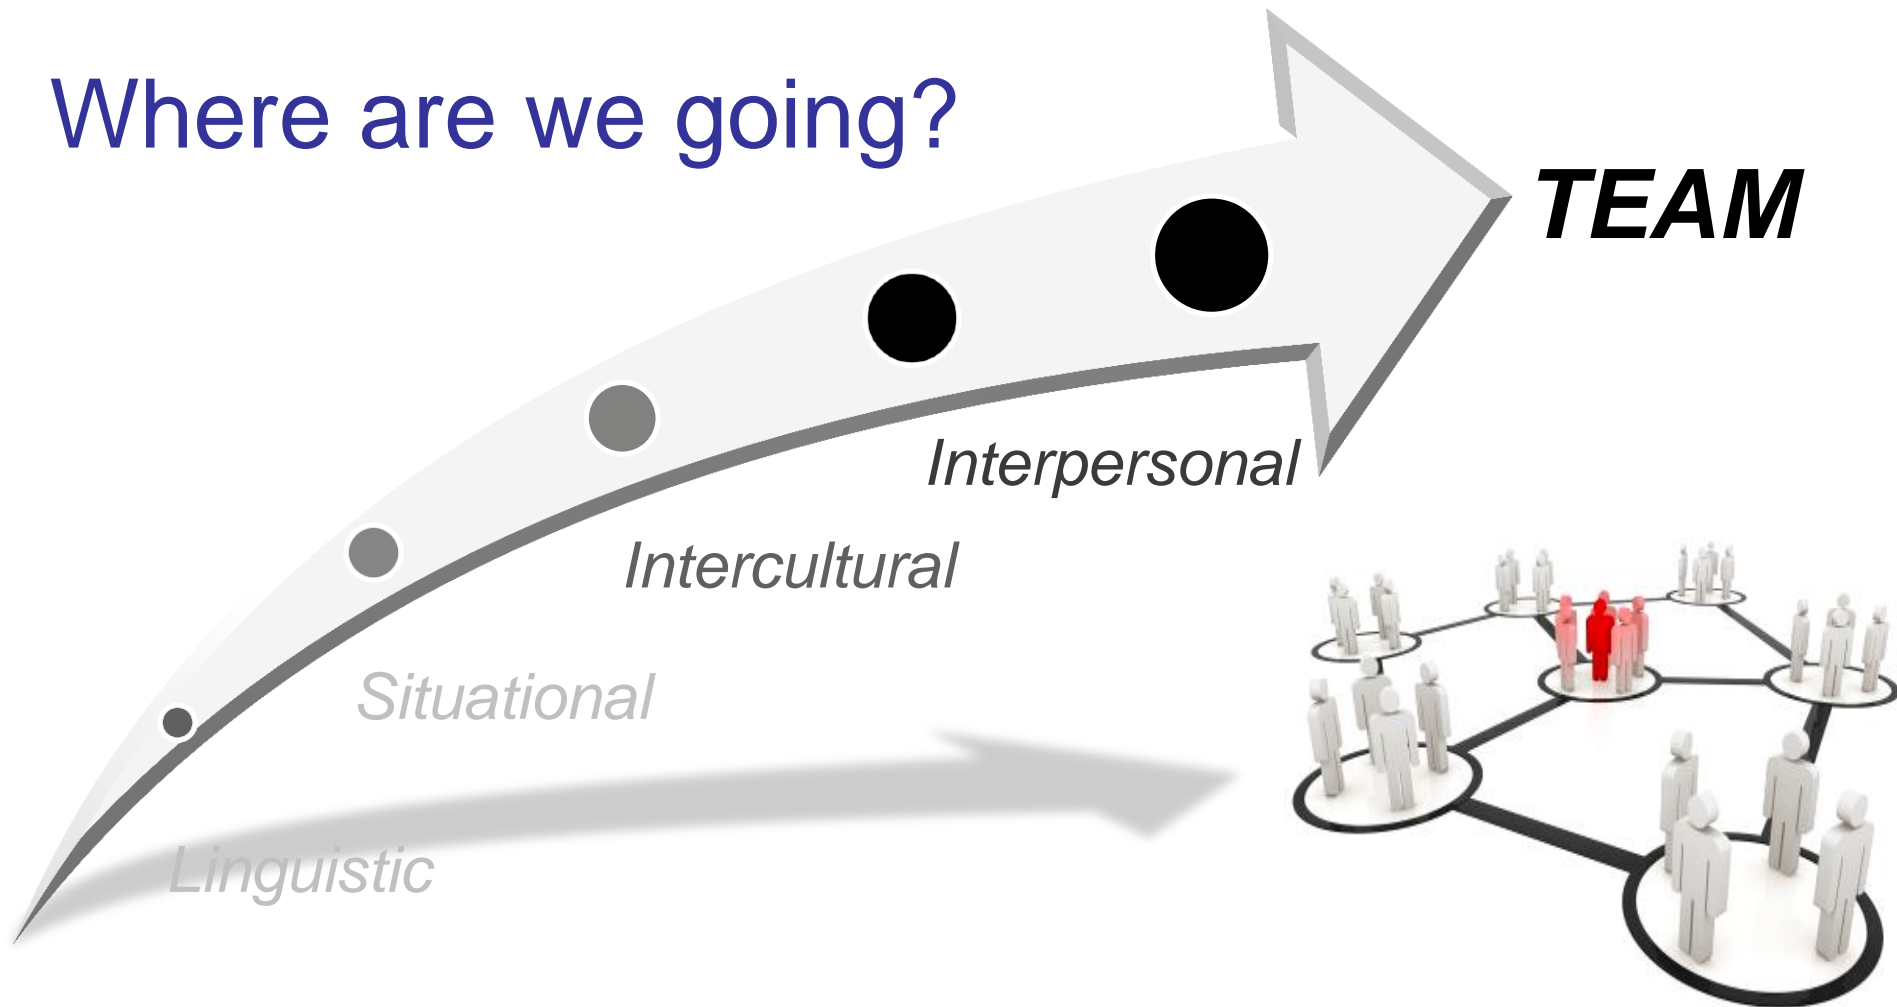 Where are we going?
TEAM
Interpersonal
Intercultural
Situational
Linguistic